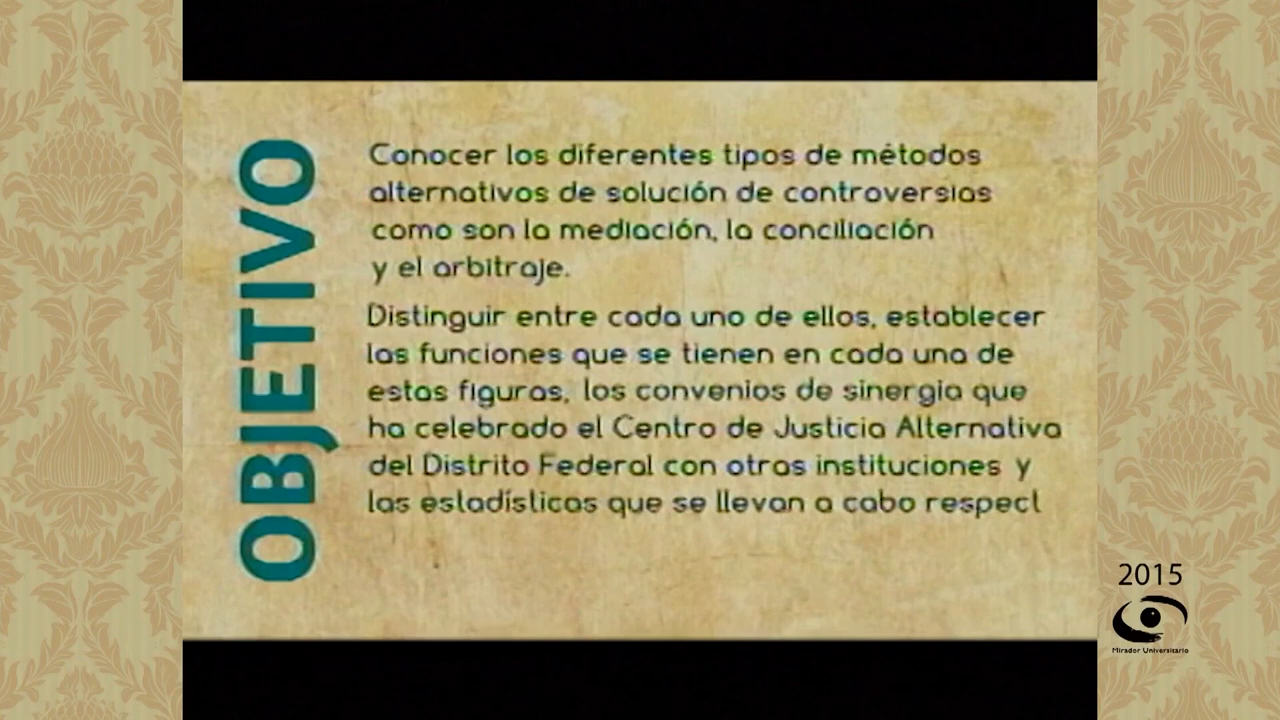 OBJETIVO
Conocer los diferentes tipos de métodos
alternativos de solución de controversias
como son la mediación, la conciliación
y el arbitraje.
Distinguir entre cada uno de ellos, establecer
las funciones que se tienen en cada una de
estas figuras, los convenios de sinergia que
ha celebrado el Centro de Justicia Alternativa
del Distrito Federal con otras instituciones y
las estadísticas que se llevan a cabo respect
2015
Mirador Universitario